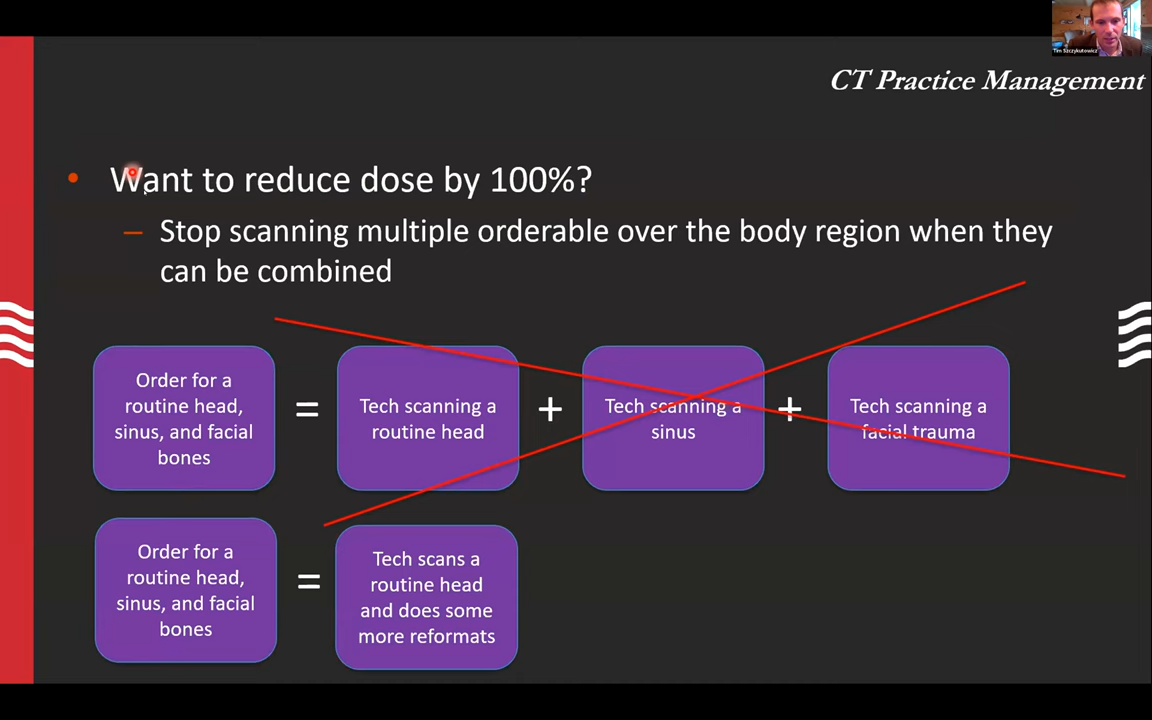 Tim Szczykutowicz
CT Practice Management
• Want to reduce dose by 100%?
– Stop scanning multiple orderable over the body region when they
can be combined
Order for a
routine head,
sinus, and facial
bones
=
Tech scanning a
routine head
+
Tech scanning a
sinus
+
Tech scanning a
facial trauma
Order for a
routine head,
sinus, and facial
bones
=
Tech scans a
routine head
and does some
more reformats